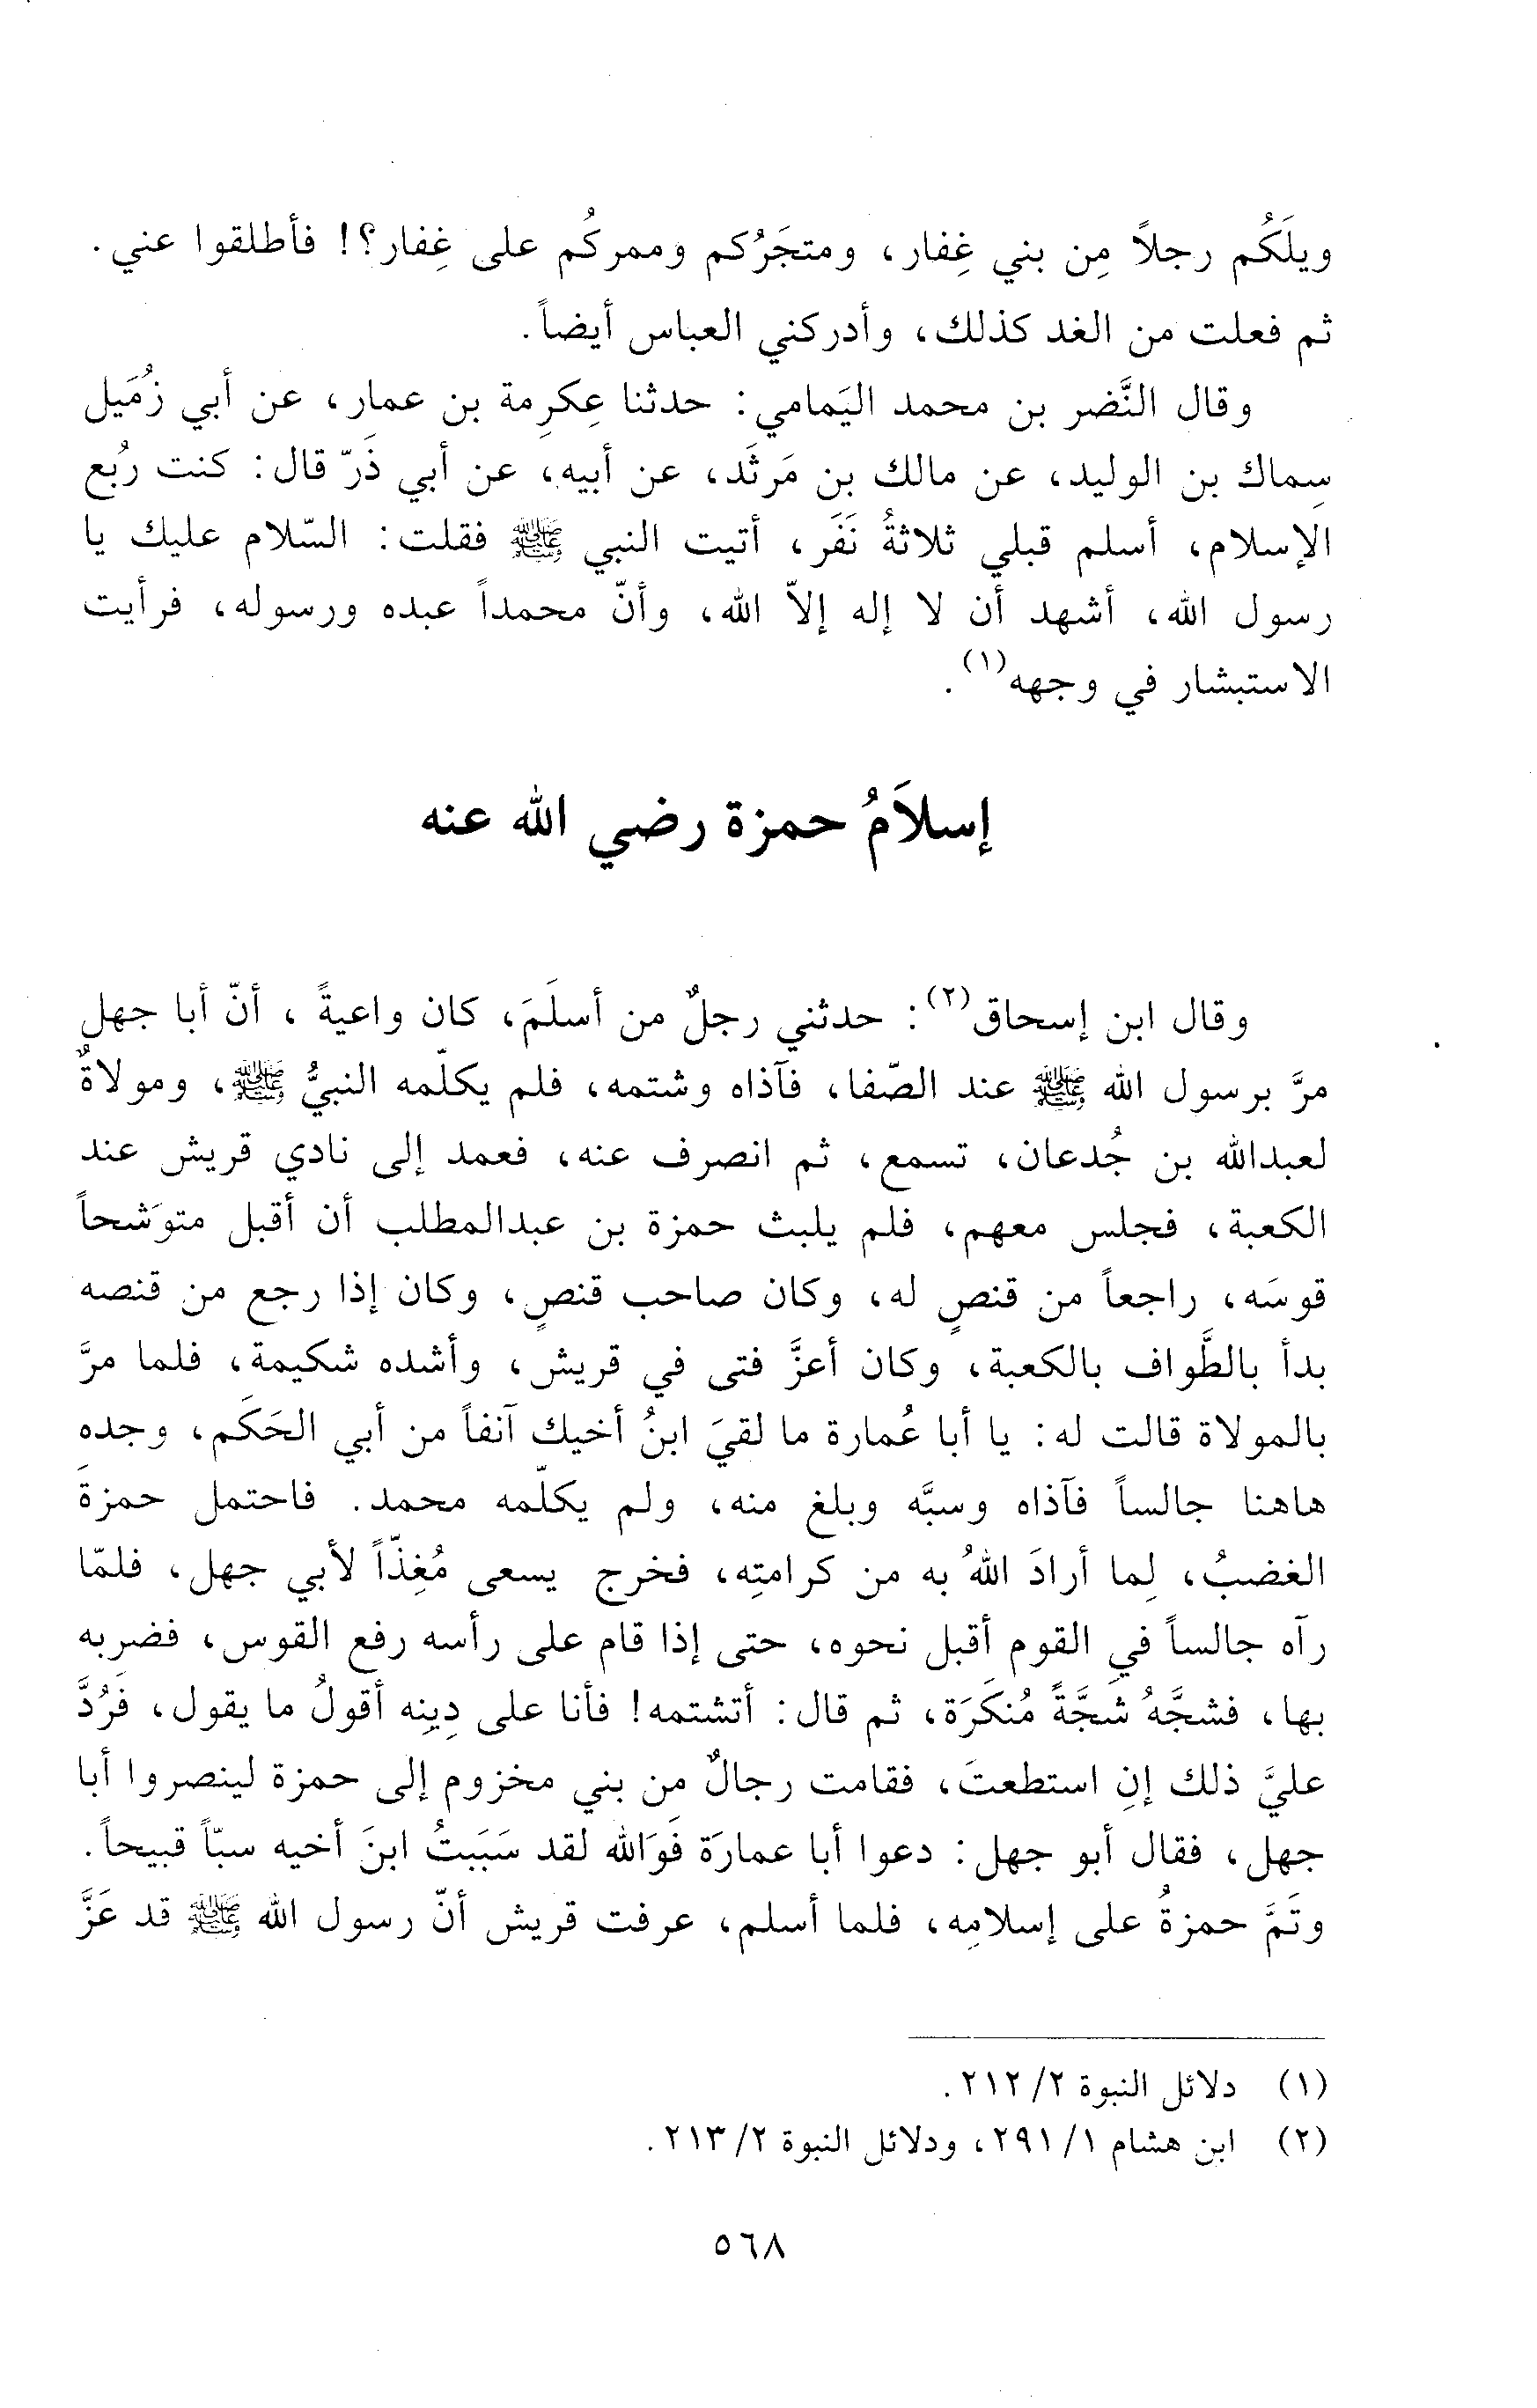 ويلَكُم رجلاً مِن بني غِفار، ومتجَرُكم وممركُم على غِفار؟! فأطلقوا عني.
ثم فعلت من الغد كذلك، وأدركني العباس أيضاً.
وقال النَّضر بن محمد اليَمامي: حدثنا عِكرِمة بن عمار، عن أبي زُمَيل
سِماك بن الوليد، عن مالك بن مَرثَد، عن أبيه، عن أبي ذَرّ قال: كنت رُبع
الإسلام، أسلم قبلي ثلاثةُ نَفَر، أتيت النبي ﷺ فقلت: السّلام عليك يا
رسول الله، أشهد أن لا إله إلاّ الله، وأنّ محمداً عبده ورسوله، فرأيت
الاستبشار في وجهه(١).
إسلاَمُ حمزة رضي الله عنه
وقال ابن إسحاق(٢): حدثني رجلٌ من أسلَمَ، كان واعيةً ، أنّ أبا جهل
مرَّ برسول الله ﷺ عند الصّفا، فآذاه وشتمه، فلم يكلّمه النبيُّ ﷺ، ومولاةٌ
لعبدالله بن جُدعان، تسمع، ثم انصرف عنه، فعمد إلى نادي قريش عند
الكعبة، فجلس معهم، فلم يلبث حمزة بن عبدالمطلب أن أقبل متوَشحاً
قوسَه، راجعاً من قنصٍ له، وكان صاحب قنصٍ، وكان إذا رجع من قنصه
بدأ بالطَّواف بالكعبة، وكان أعزَّ فتى في قريش، وأشده شكيمة، فلما مرَّ
بالمولاة قالت له: يا أبا عُمارة ما لقيَ ابنُ أخيك آنفاً من أبي الحَكَم، وجده
هاهنا جالساً فآذاه وسبَّه وبلغ منه، ولم يكلّمه محمد. فاحتمل حمزةَ
الغضبُ، لِما أرادَ اللهُ به من كرامتِه، فخرج يسعى مُغِذّاً لأبي جهل، فلمّا
رآه جالساً في القوم أقبل نحوه، حتى إذا قام على رأسه رفع القوس، فضربه
بها، فشجَّهُ شَجَّةً مُنكَرَة، ثم قال: أتشتمه! فأنا على دِينِه أقولُ ما يقول، فَرُدَّ
عليَّ ذلك إنِ استطعتَ، فقامت رجالٌ من بني مخزوم إلى حمزة لينصروا أبا
جهل، فقال أبو جهل: دعوا أبا عمارَة فَوَالله لقد سَبَبتُ ابنَ أخيه سبّاً قبيحاً.
وتَمَّ حمزةُ على إسلامِه، فلما أسلم، عرفت قريش أنّ رسول الله ﷺ قد عَزَّ
(١) دلائل النبوة ٢/ ٢١٢.
(٢) ابن هشام ١/ ٢٩١، ودلائل النبوة ٢/ ٢١٣.
٥٦٨